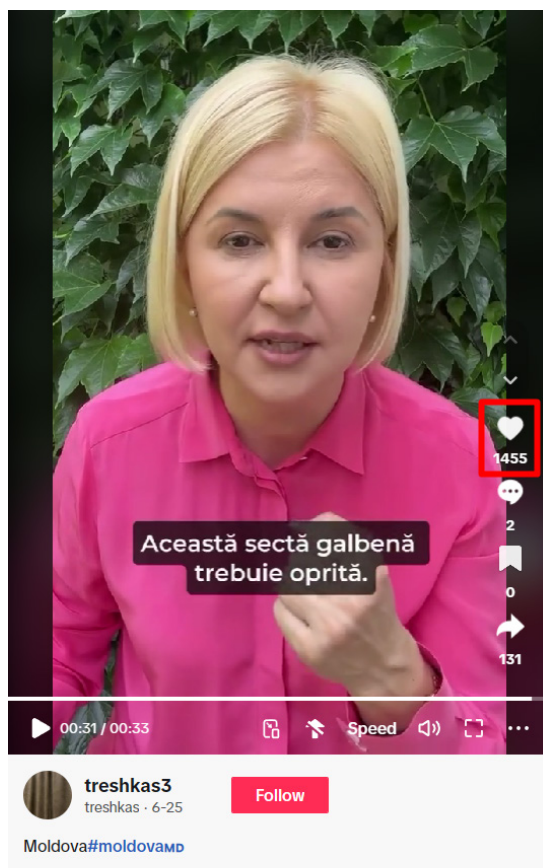 1455
2
0
131
Această sectă galbenă
trebuie oprită.
00:31 / 00:33
Speed
treshkas3
treshkas · 6-25
Follow
Moldova#moldovaᴍᴅ